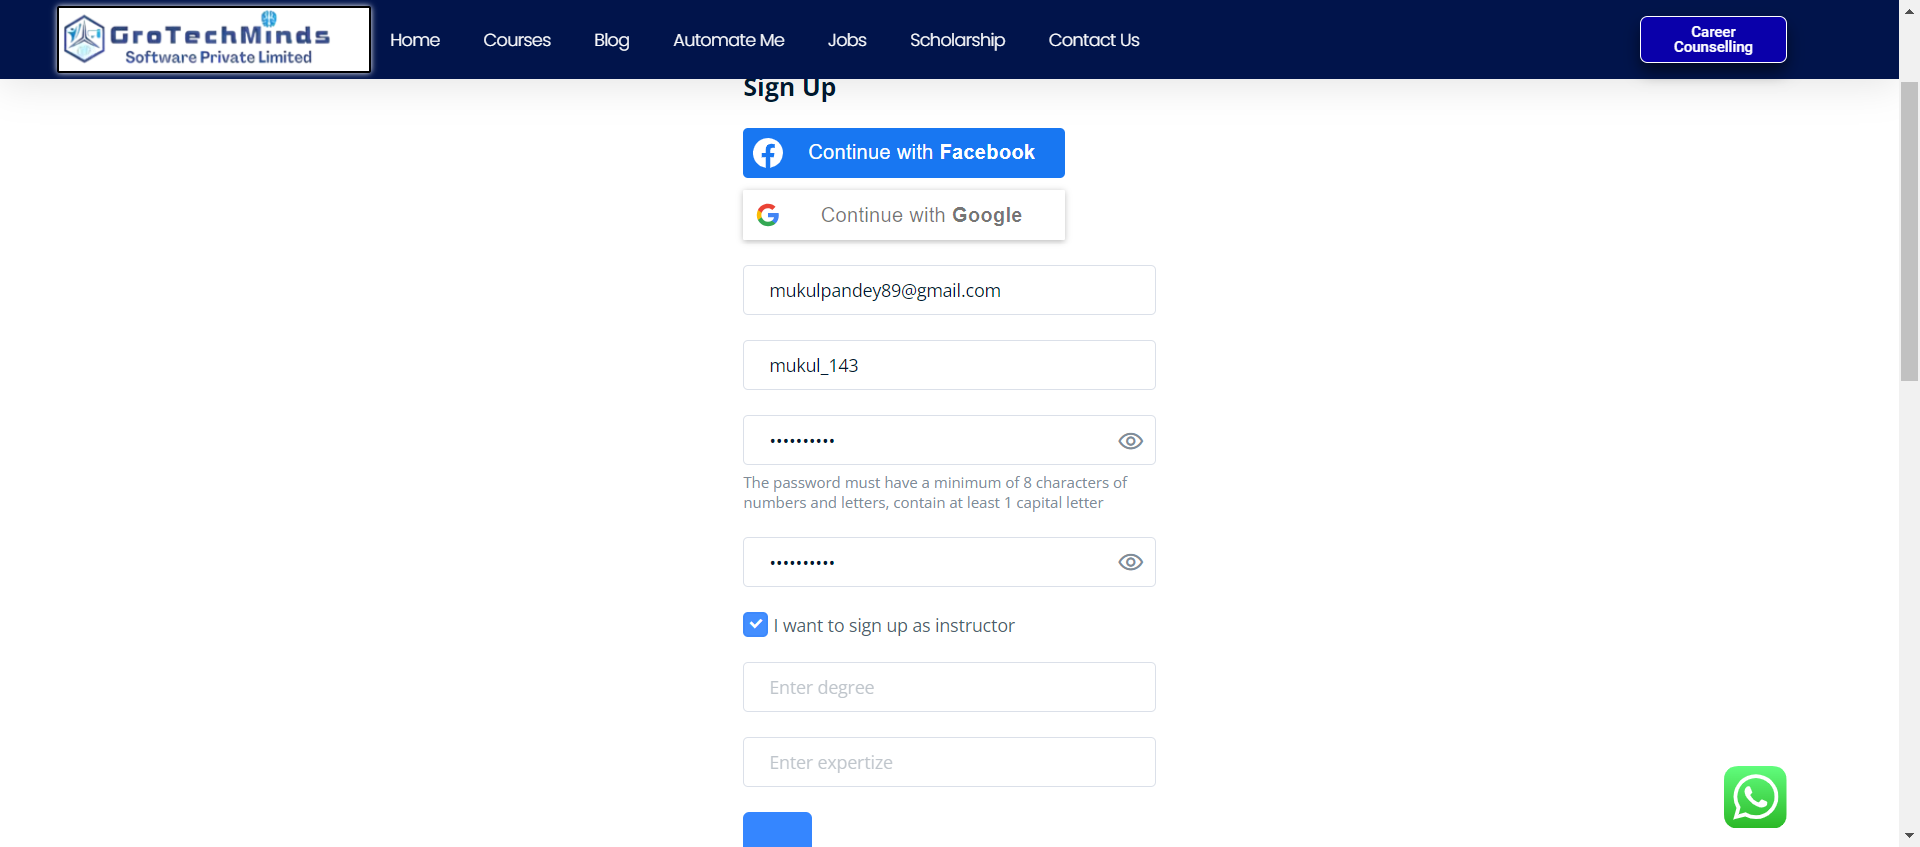 GroTechMinds
Software Private Limited
Home
Courses
Blog
Automate Me
Jobs
Scholarship
Contact Us
Career
Counselling
Sign Up
Continue with Facebook
Continue with Google
mukulpandey89@gmail.com
mukul_143
••••••••••
The password must have a minimum of 8 characters of
numbers and letters, contain at least 1 capital letter
••••••••••
I want to sign up as instructor
Enter degree
Enter expertize